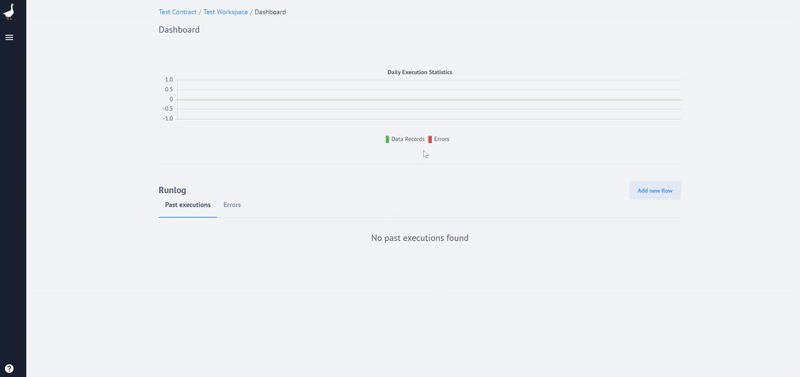 Test Contract / Test Workspace / Dashboard
Dashboard
Daily Execution Statistics
1.0
0.5
0
-0.5
-1.0
Data Records Errors
Runlog
Add new flow
Past executions Errors
No past executions found
?